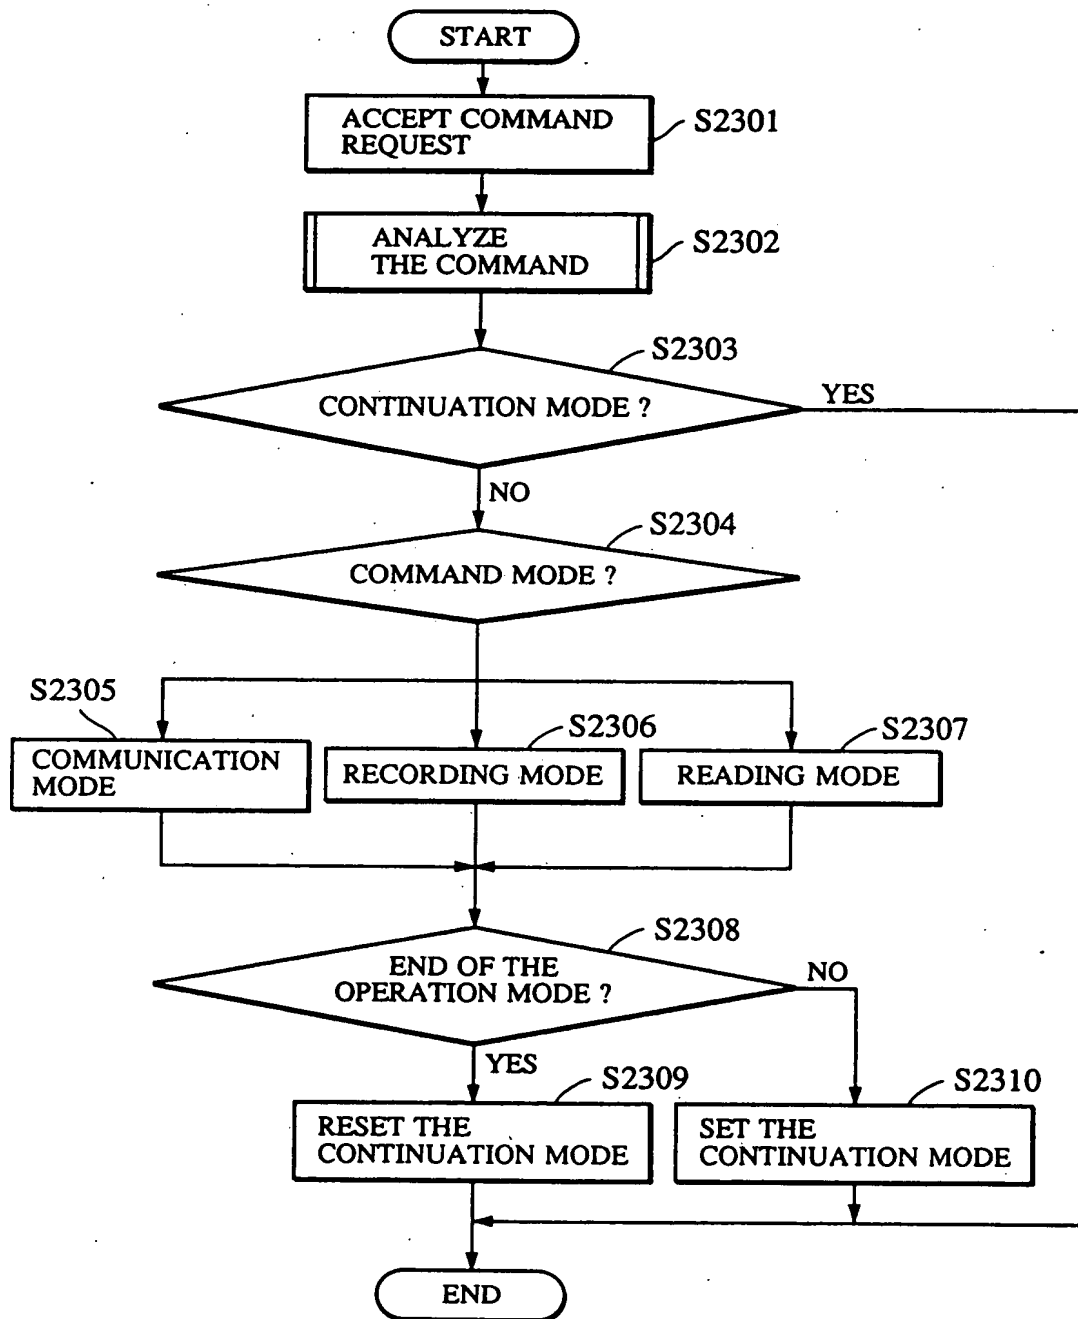 START
ACCEPT COMMAND
REQUEST
S2301
ANALYZE
THE COMMAND
S2302
S2303
CONTINUATION MODE ?
YES
NO
S2304
COMMAND MODE ?
S2305
COMMUNICATION
MODE
S2306
RECORDING MODE
S2307
READING MODE
S2308
END OF THE
OPERATION MODE ?
NO
YES
S2309
RESET THE
CONTINUATION MODE
S2310
SET THE
CONTINUATION MODE
END